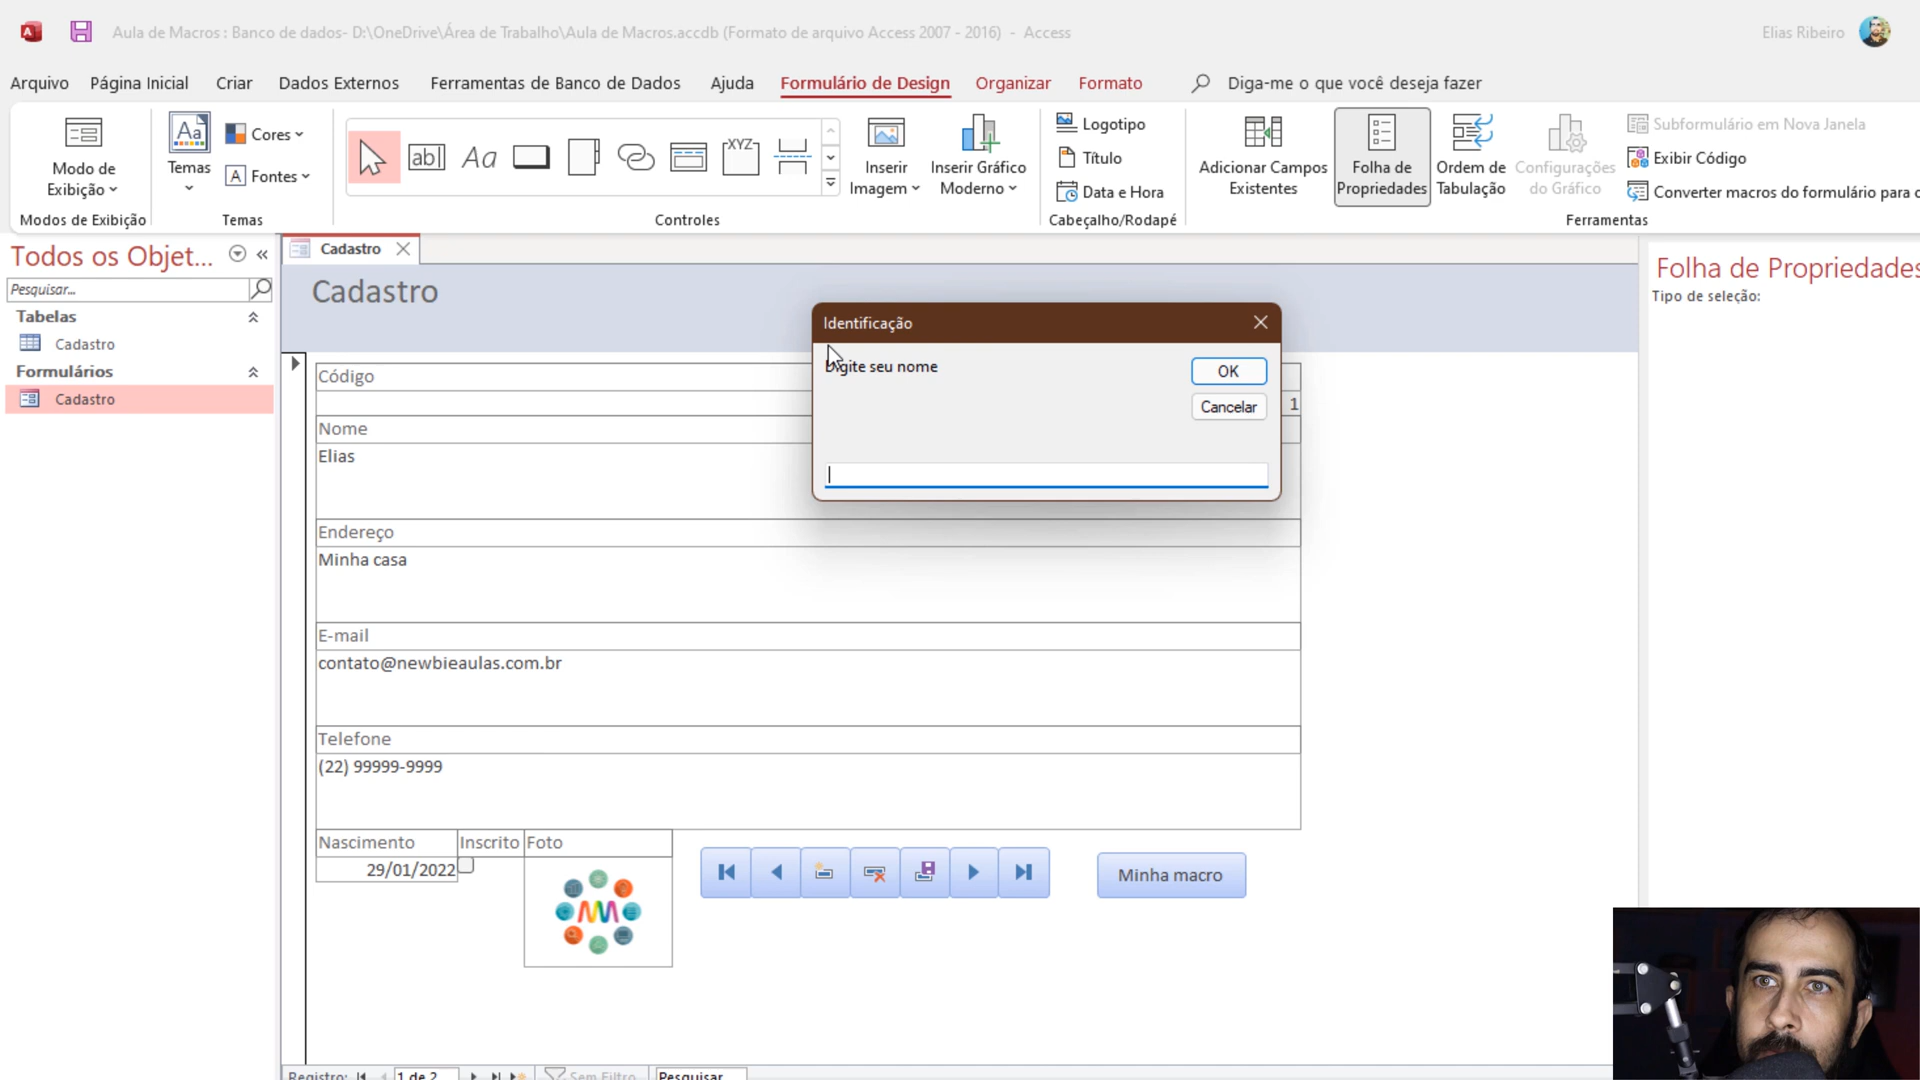 Aula de Macros : Banco de dados- D:\OneDrive\Área de Trabalho\Aula de Macros.accdb (Formato de arquivo Access 2007 - 2016) - Access
Elias Ribeiro
Arquivo Página Inicial Criar Dados Externos Ferramentas de Banco de Dados Ajuda Formulário de Design Organizar Formato Diga-me o que você deseja fazer
Modo de
Exibição
Modos de Exibição
Aa
Temas
Cores
A Fontes
Temas
ab|
Aa
XYZ
Controles
Inserir
Imagem
Inserir Gráfico
Moderno
Logotipo
Título
Data e Hora
Cabeçalho/Rodapé
Adicionar Campos
Existentes
Folha de
Propriedades
Ordem de
Tabulação
Configurações
do Gráfico
Subformulário em Nova Janela
Exibir Código
Converter macros do formulário para
Ferramentas
Todos os Objet...
Pesquisar...
Tabelas
Cadastro
Formulários
Cadastro
Cadastro
Cadastro
Código
1
Nome
Elias
Endereço
Minha casa
E-mail
contato@newbieaulas.com.br
Telefone
(22) 99999-9999
Nascimento Inscrito Foto
29/01/2022
Minha macro
Identificação
Digite seu nome
OK
Cancelar
Folha de Propriedades
Tipo de seleção:
Registro: 1 de 2 Sem Filtro Pesquisar